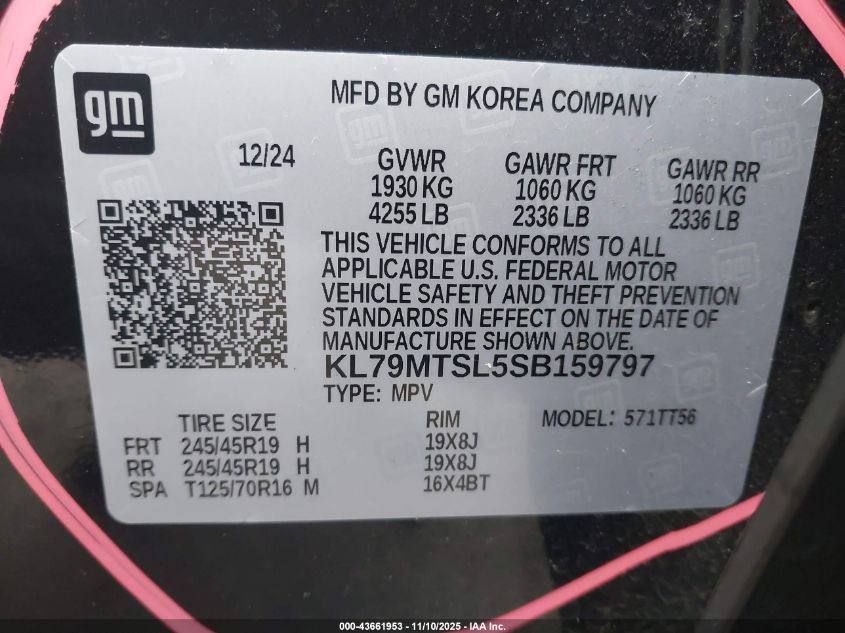 gm
MFD BY GM KOREA COMPANY
12/24
GVWR GAWR FRT GAWR RR
1930 KG 1060 KG 1060 KG
4255 LB 2336 LB 2336 LB
THIS VEHICLE CONFORMS TO ALL
APPLICABLE U.S. FEDERAL MOTOR
VEHICLE SAFETY AND THEFT PREVENTION
STANDARDS IN EFFECT ON THE DATE OF
MANUFACTURE SHOWN ABOVE.
KL79MTSL5SB159797
TYPE: MPV
TIRE SIZE RIM MODEL: 571TT56
FRT 245/45R19 H 19X8J
RR 245/45R19 H 19X8J
SPA T125/70R16 M 16X4BT
000-43661953 - 11/10/2025 - IAA Inc.